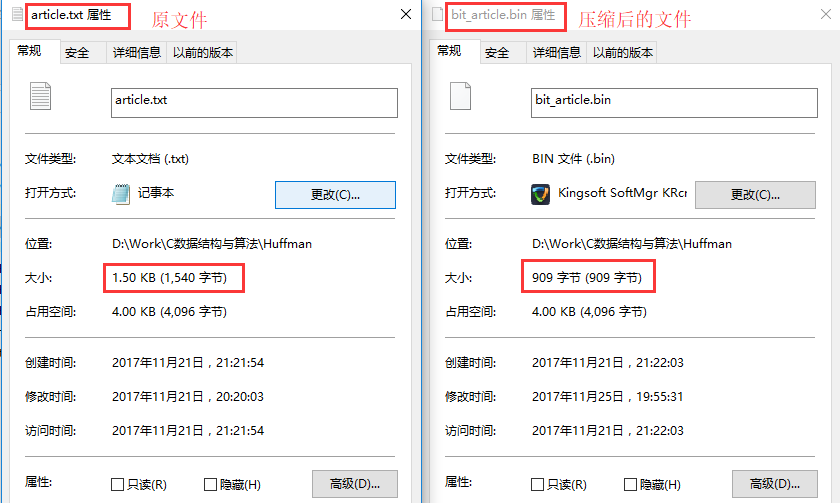 article.txt 属性
原文件
常规
安全
详细信息
以前的版本
article.txt
文件类型:
文本文档 (.txt)
打开方式:
记事本
更改(C)...
位置:
D:\Work\C数据结构与算法\Huffman
大小:
1.50 KB (1,540 字节)
占用空间:
4.00 KB (4,096 字节)
创建时间:
2017年11月21日，21:21:54
修改时间:
2017年11月21日，20:20:03
访问时间:
2017年11月21日，21:21:54
属性:
只读(R)
隐藏(H)
高级(D)...
bit_article.bin 属性
压缩后的文件
常规
安全
详细信息
以前的版本
bit_article.bin
文件类型:
BIN 文件 (.bin)
打开方式:
Kingsoft SoftMgr KRcr
更改(C)...
位置:
D:\Work\C数据结构与算法\Huffman
大小:
909 字节 (909 字节)
占用空间:
4.00 KB (4,096 字节)
创建时间:
2017年11月21日，21:22:03
修改时间:
2017年11月25日，19:55:31
访问时间:
2017年11月21日，21:22:03
属性:
只读(R)
隐藏(H)
高级(D)...